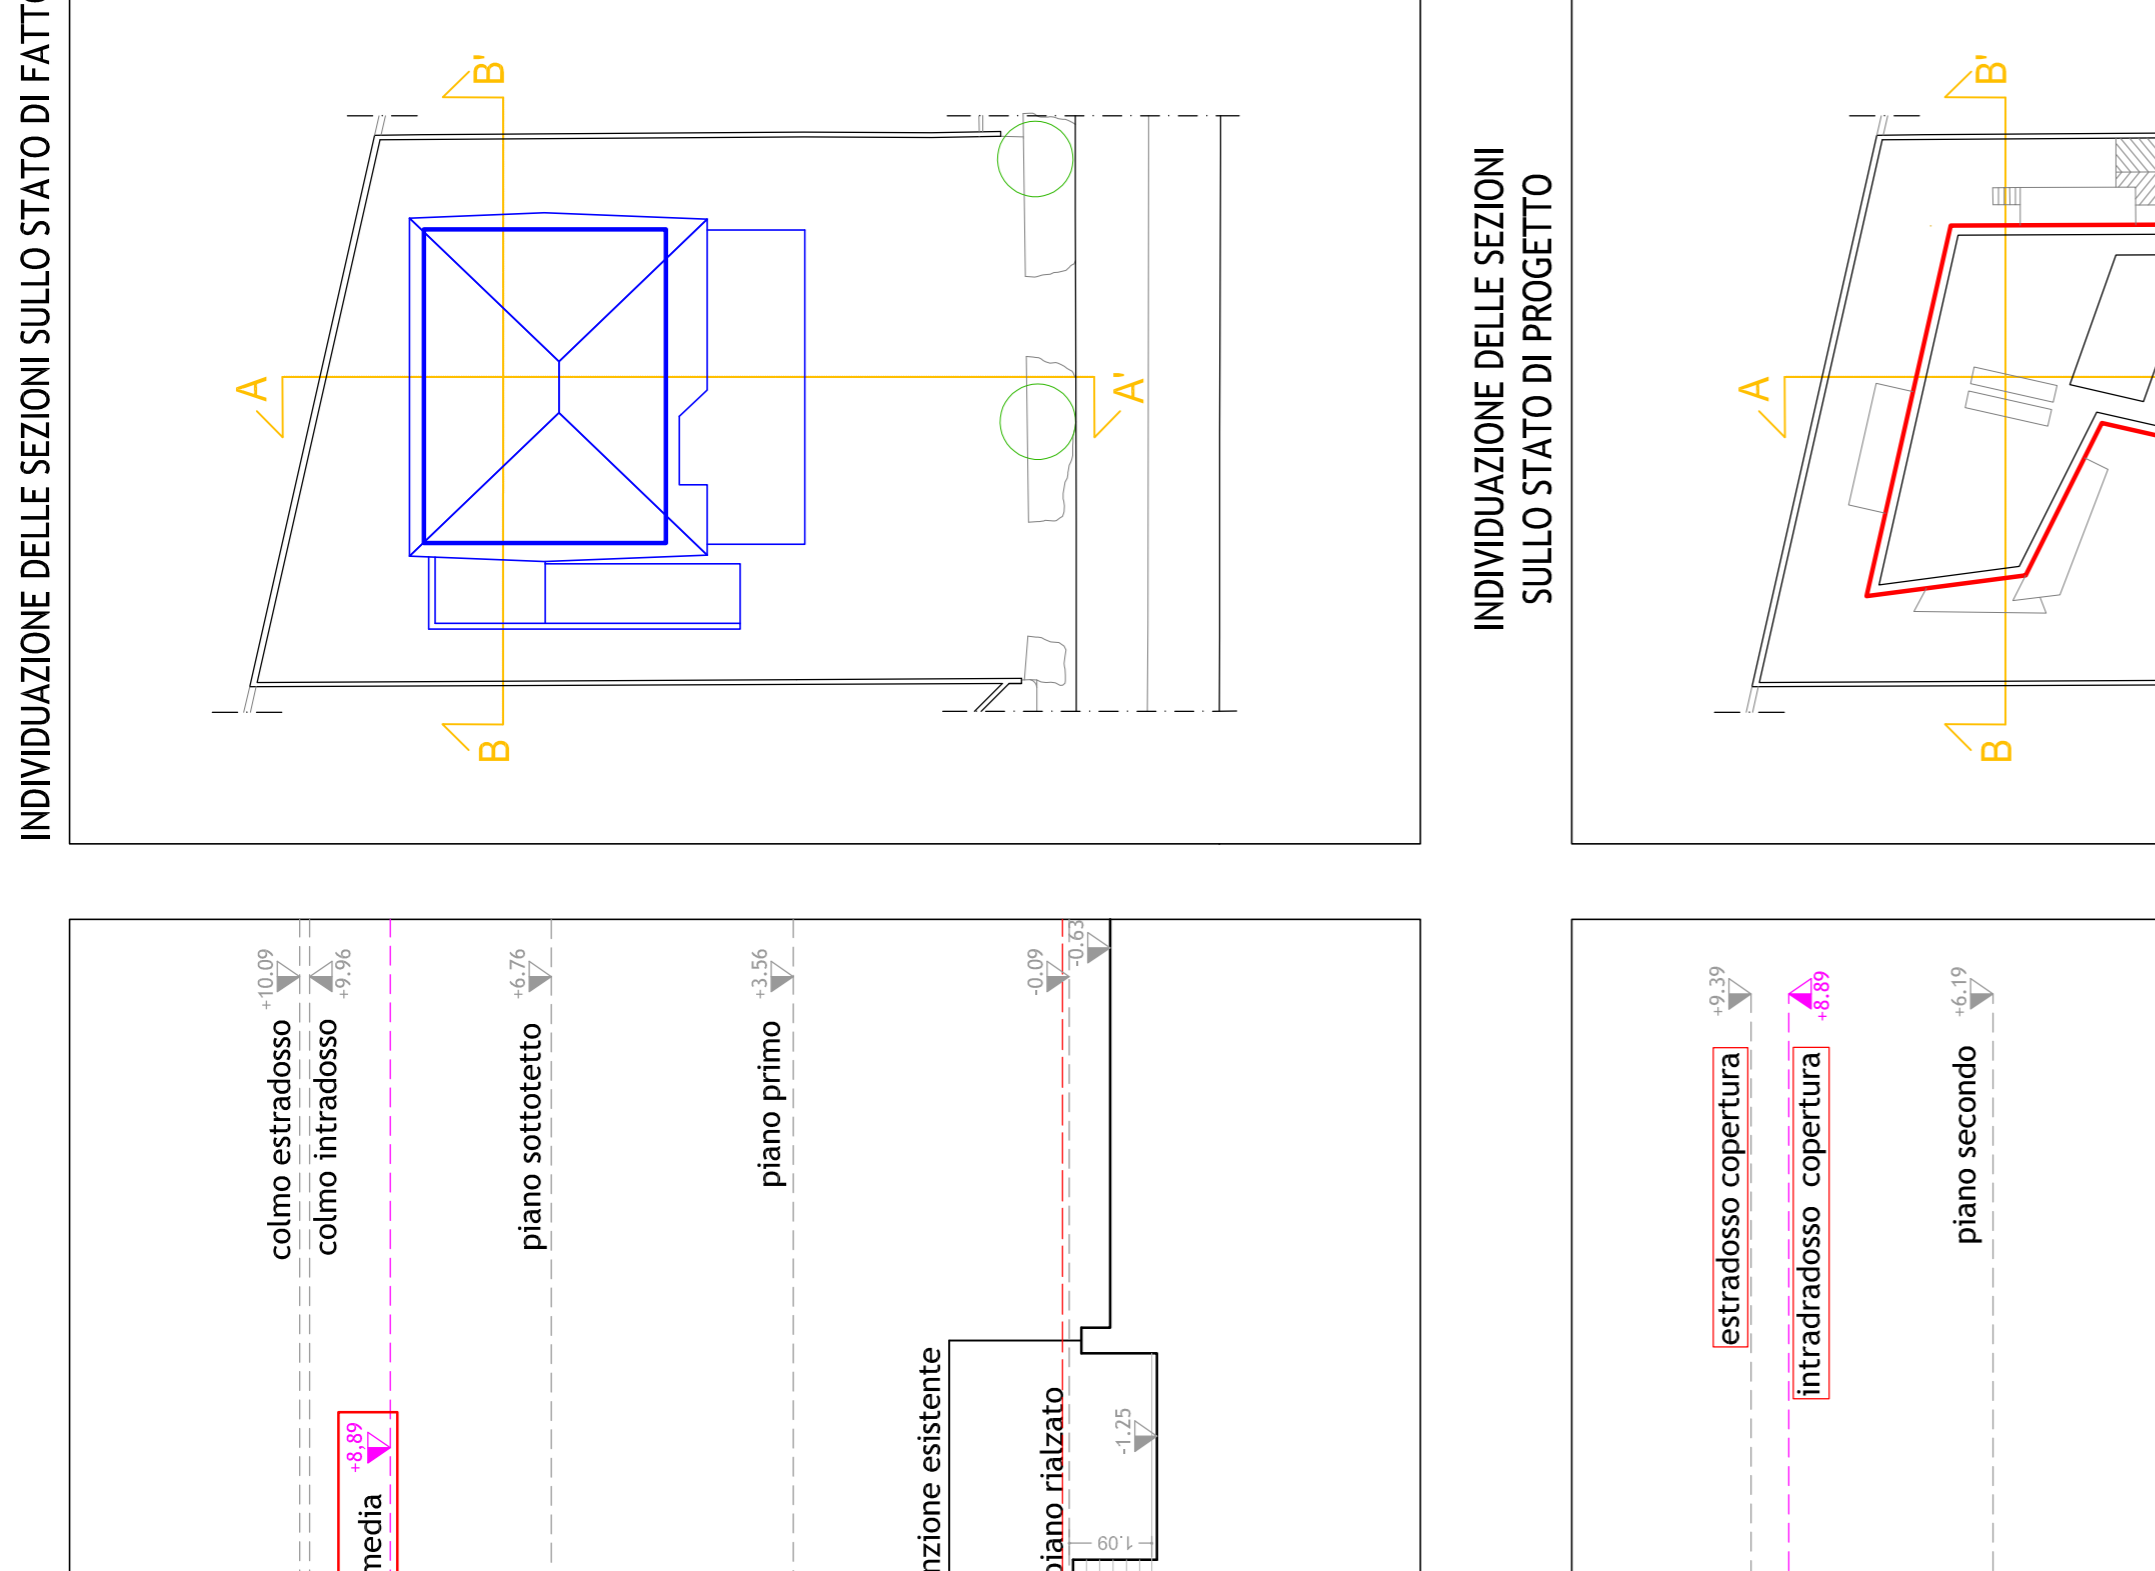 INDIVIDUAZIONE DELLE SEZIONI SULLO STATO DI FATTO
B'
A
A'
B
INDIVIDUAZIONE DELLE SEZIONI
SULLO STATO DI PROGETTO
B'
A
B
+10.09
colmo estradosso
+9.96
colmo intradosso
+8,89
media
+6.76
piano sottotetto
+3.56
piano primo
esistente
-0.09
piano rialzato
-0.63
-1.25
1.09
+9.39
estradosso copertura
+8.89
intradradosso copertura
+6.19
piano secondo